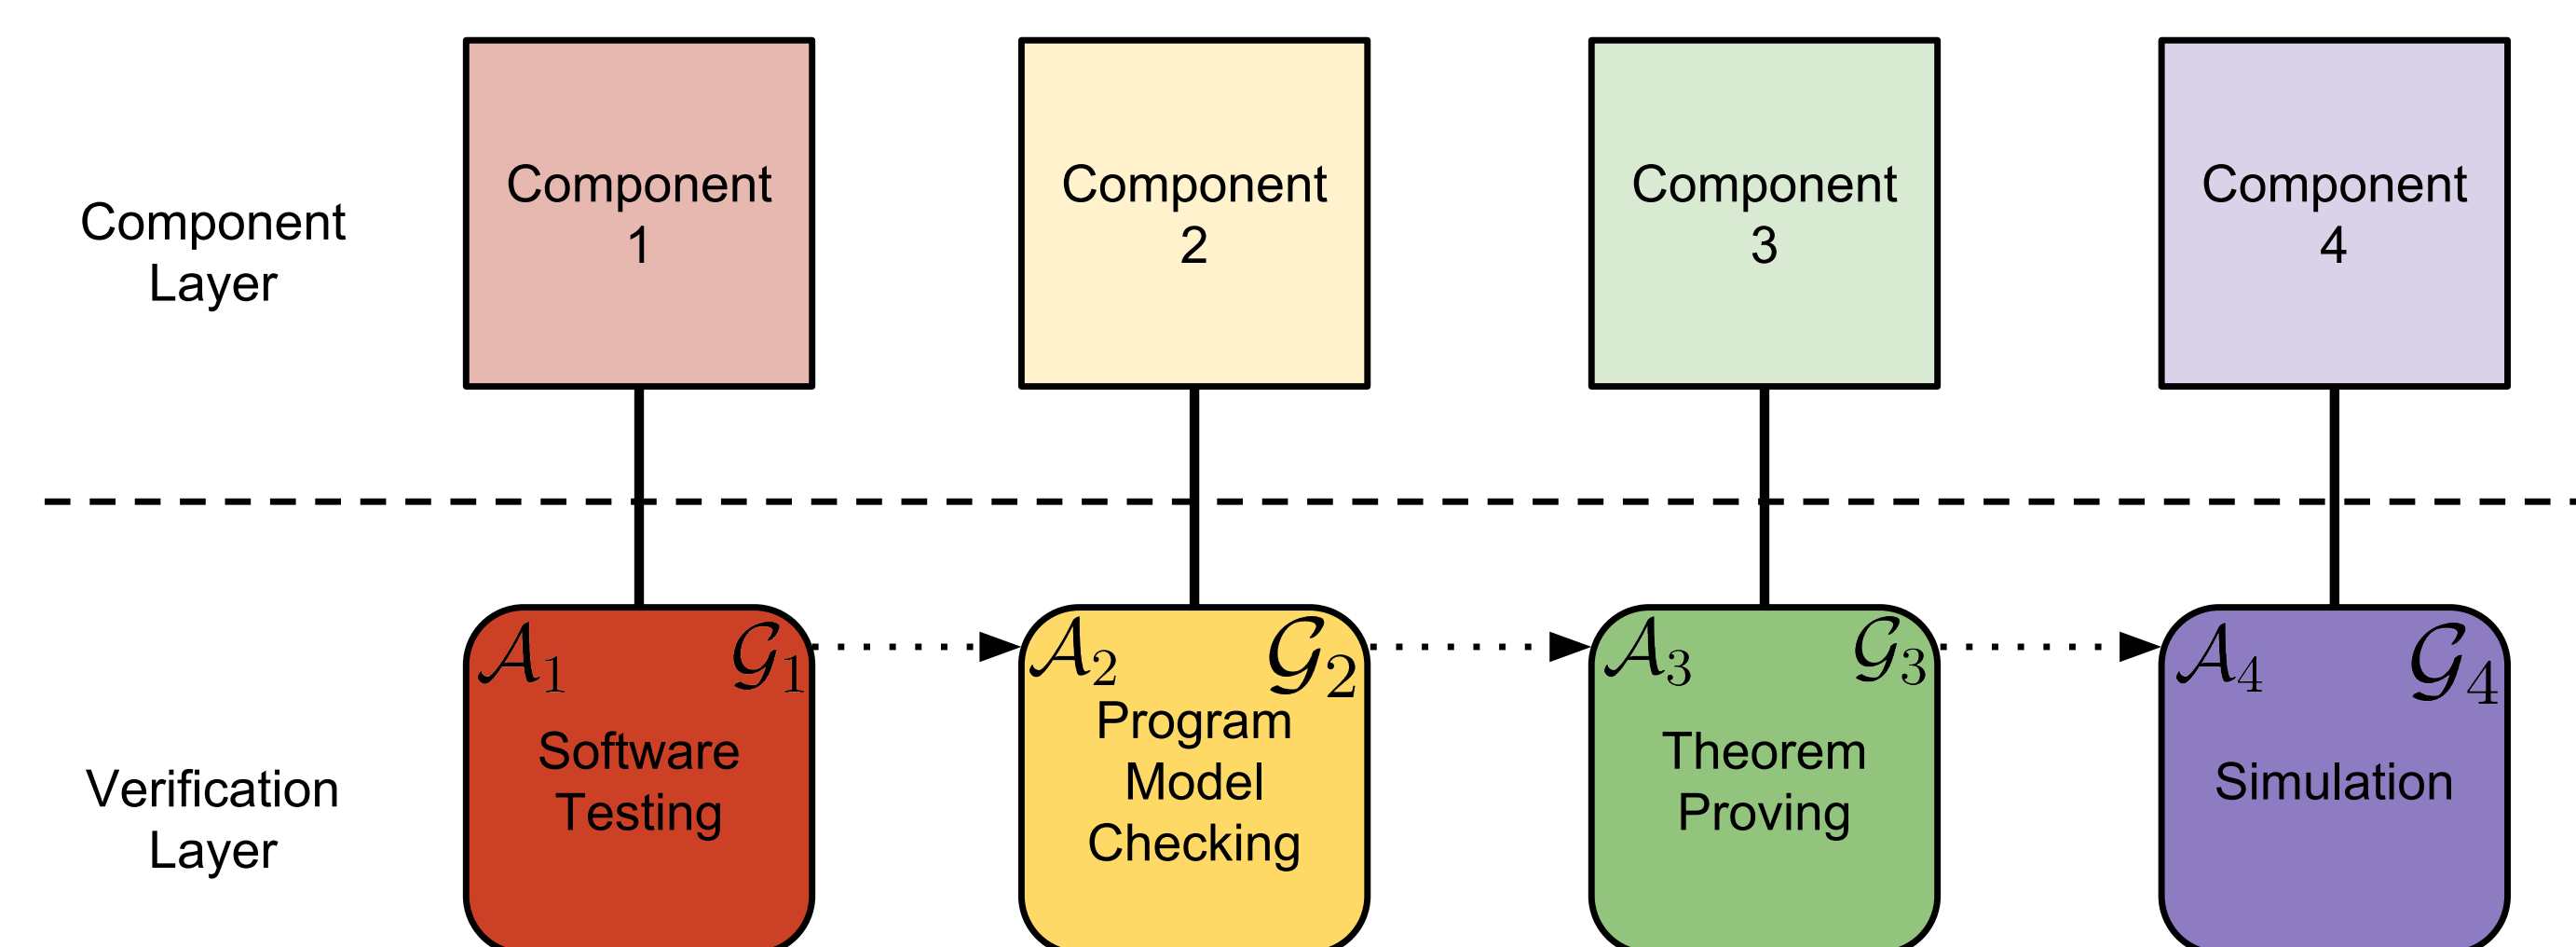 Component
Layer
Component
1
Component
2
Component
3
Component
4
Verification
Layer
𝒜₁ 𝒢₁
Software
Testing
𝒜₂ 𝒢₂
Program
Model
Checking
𝒜₃ 𝒢₃
Theorem
Proving
𝒜₄ 𝒢₄
Simulation